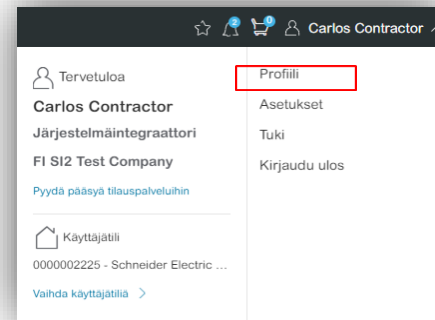 2 0 Carlos Contractor
Tervetuloa
Carlos Contractor
Järjestelmäintegraattori
FI SI2 Test Company
Pyydä pääsyä tilauspalveluihin
Käyttäjätili
0000002225 - Schneider Electric ...
Vaihda käyttäjätiliä
Profiili
Asetukset
Tuki
Kirjaudu ulos